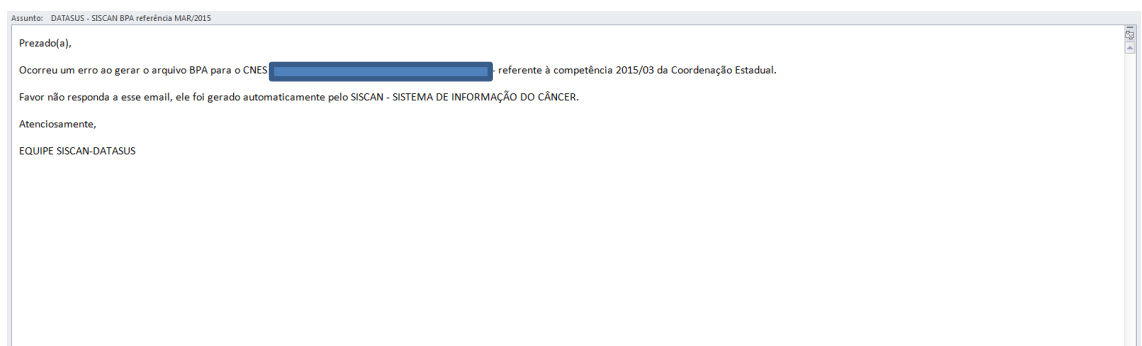 Assunto: DATASUS - SISCAN BPA referência MAR/2015
Prezado(a),
Ocorreu um erro ao gerar o arquivo BPA para o CNES - referente à competência 2015/03 da Coordenação Estadual.
Favor não responda a esse email, ele foi gerado automaticamente pelo SISCAN - SISTEMA DE INFORMAÇÃO DO CÂNCER.
Atenciosamente,
EQUIPE SISCAN-DATASUS